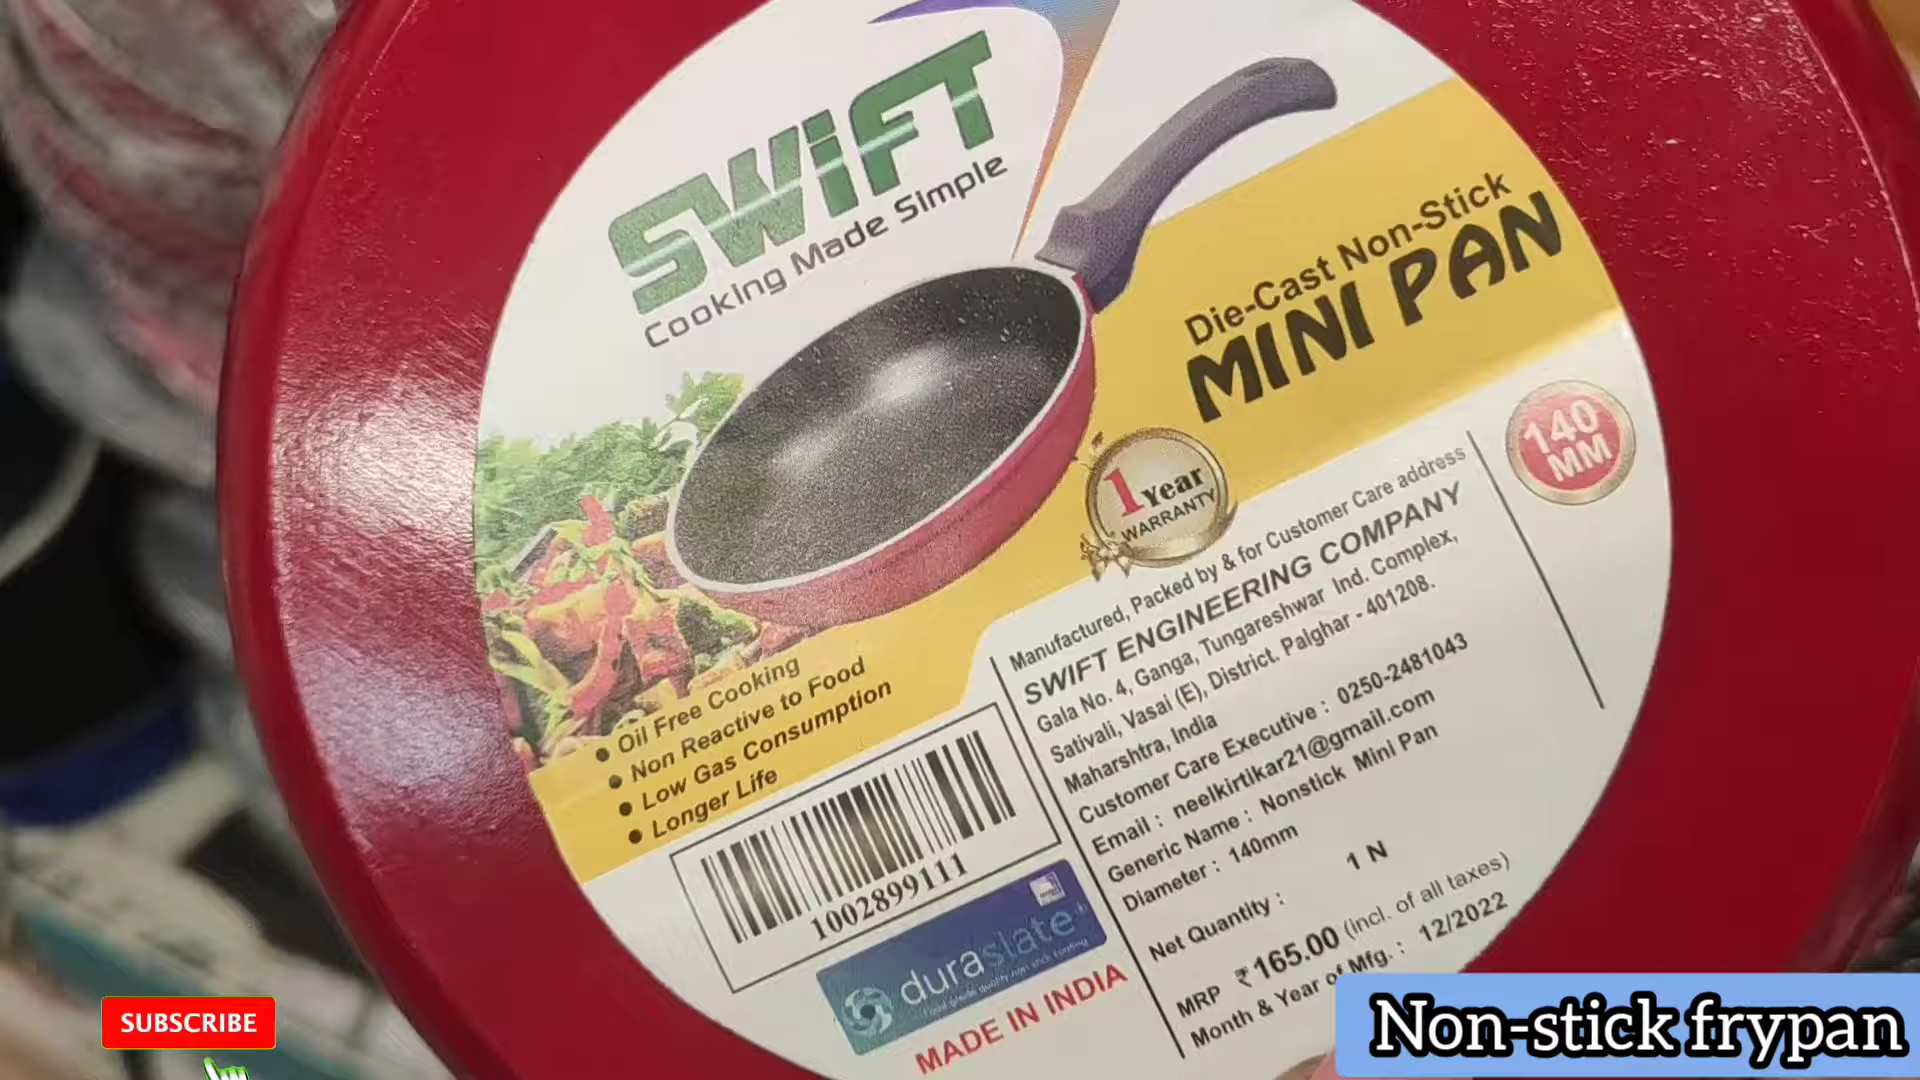 SWiFT
Cooking Made Simple
Die-Cast Non-Stick
MINI PAN
140
MM
1 Year
WARRANTY
Oil Free Cooking
Non Reactive to Food
Low Gas Consumption
Longer Life
1002899111
duraslate
MADE IN INDIA
Manufactured, Packed by & for Customer Care address
SWIFT ENGINEERING COMPANY
Gala No. 4, Ganga, Tungareshwar Ind. Complex,
Sativali, Vasai (E), District. Palghar - 401208.
Maharshtra, India
Customer Care Executive : 0250-2481043
Email : neelkirtikar21@gmail.com
Generic Name : Nonstick Mini Pan
Diameter : 140mm
Net Quantity : 1 N
MRP ₹165.00 (incl. of all taxes)
Month & Year of Mfg. : 12/2022
SUBSCRIBE
Non-stick frypan